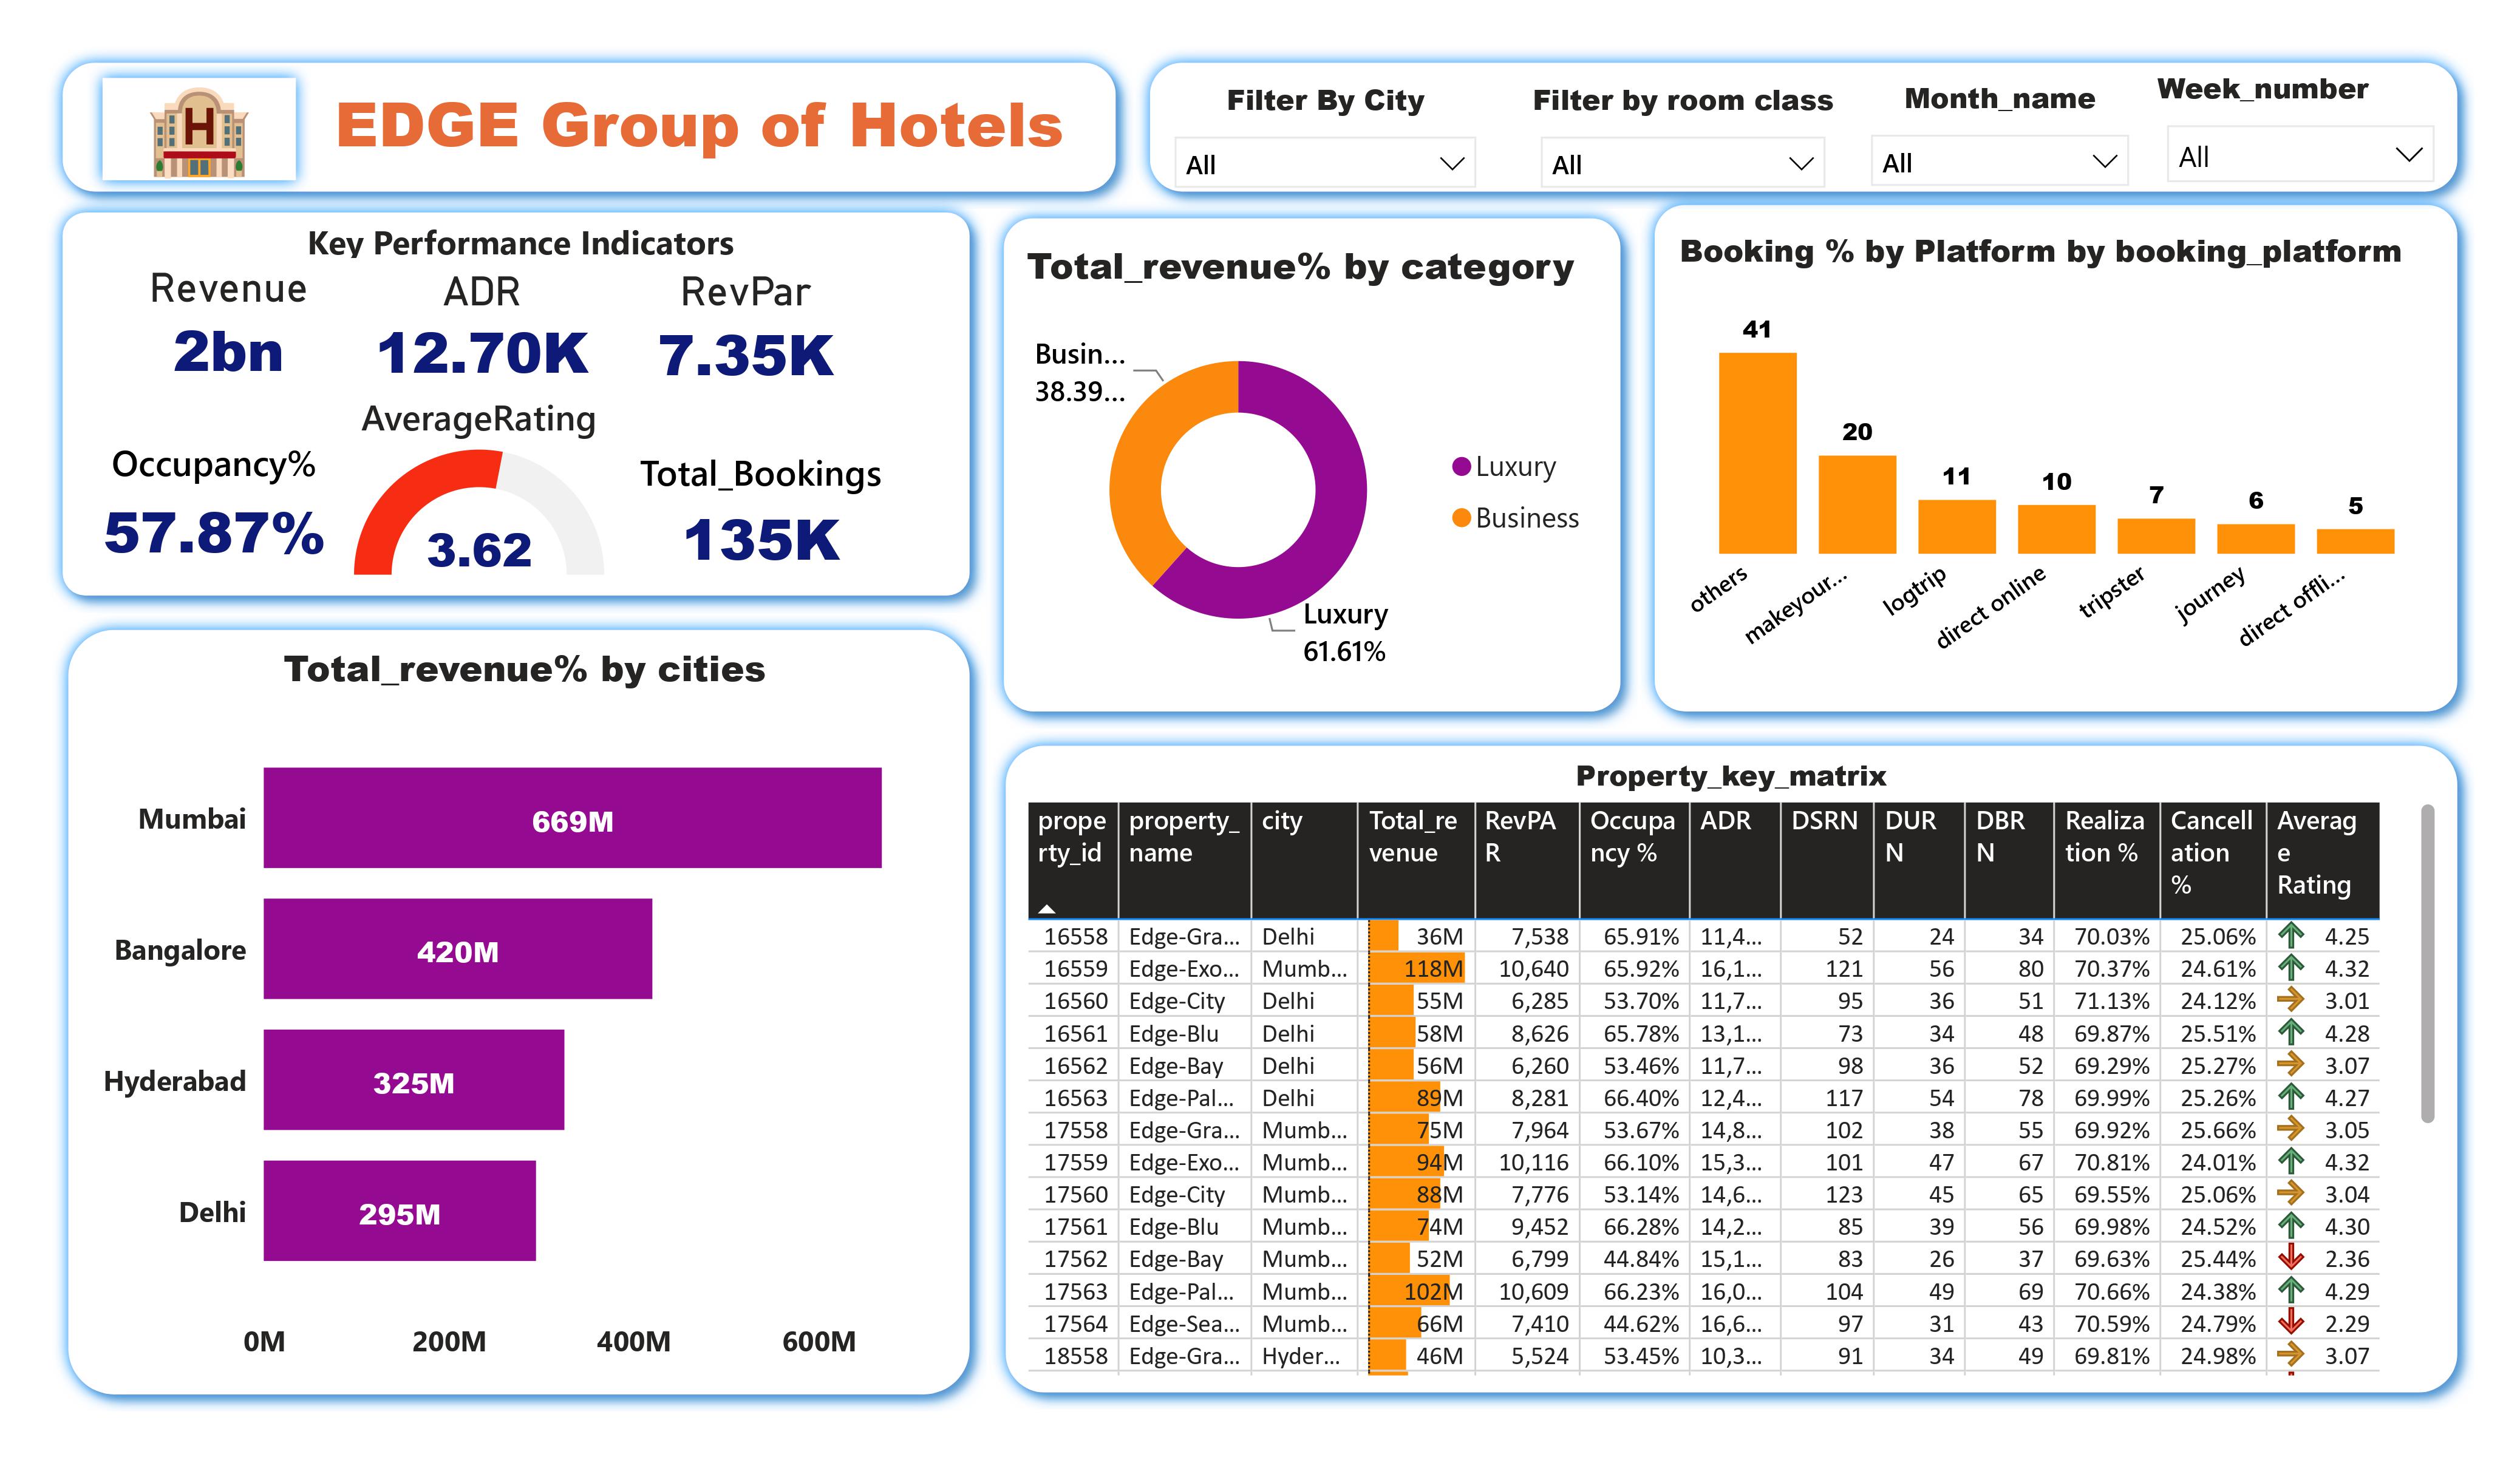 H
EDGE Group of Hotels
Filter By City
Filter by room class
Month_name
Week_number
All
All
All
All
Key Performance Indicators
Revenue
ADR
RevPar
2bn
12.70K
7.35K
AverageRating
Occupancy%
Total_Bookings
57.87%
3.62
135K
Total_revenue% by category
Busin...
38.39...
Luxury
61.61%
Luxury
Business
Booking % by Platform by booking_platform
41
20
11
10
7
6
5
others
makeyour...
logtrip
direct online
tripster
journey
direct offli...
Total_revenue% by cities
Mumbai
669M
Bangalore
420M
Hyderabad
325M
Delhi
295M
0M 200M 400M 600M
Property_key_matrix
prope property_ city Total_re RevPA Occupa ADR DSRN DUR DBR Realiza Cancell Averag
rty_id name venue R ncy % N N tion % ation e
% Rating
16558 Edge-Gra... Delhi 36M 7,538 65.91% 11,4... 52 24 34 70.03% 25.06% 4.25
16559 Edge-Exo... Mumb... 118M 10,640 65.92% 16,1... 121 56 80 70.37% 24.61% 4.32
16560 Edge-City Delhi 55M 6,285 53.70% 11,7... 95 36 51 71.13% 24.12% 3.01
16561 Edge-Blu Delhi 58M 8,626 65.78% 13,1... 73 34 48 69.87% 25.51% 4.28
16562 Edge-Bay Delhi 56M 6,260 53.46% 11,7... 98 36 52 69.29% 25.27% 3.07
16563 Edge-Pal... Delhi 89M 8,281 66.40% 12,4... 117 54 78 69.99% 25.26% 4.27
17558 Edge-Gra... Mumb... 75M 7,964 53.67% 14,8... 102 38 55 69.92% 25.66% 3.05
17559 Edge-Exo... Mumb... 94M 10,116 66.10% 15,3... 101 47 67 70.81% 24.01% 4.32
17560 Edge-City Mumb... 88M 7,776 53.14% 14,6... 123 45 65 69.55% 25.06% 3.04
17561 Edge-Blu Mumb... 74M 9,452 66.28% 14,2... 85 39 56 69.98% 24.52% 4.30
17562 Edge-Bay Mumb... 52M 6,799 44.84% 15,1... 83 26 37 69.63% 25.44% 2.36
17563 Edge-Pal... Mumb... 102M 10,609 66.23% 16,0... 104 49 69 70.66% 24.38% 4.29
17564 Edge-Sea... Mumb... 66M 7,410 44.62% 16,6... 97 31 43 70.59% 24.79% 2.29
18558 Edge-Gra... Hyder... 46M 5,524 53.45% 10,3... 91 34 49 69.81% 24.98% 3.07